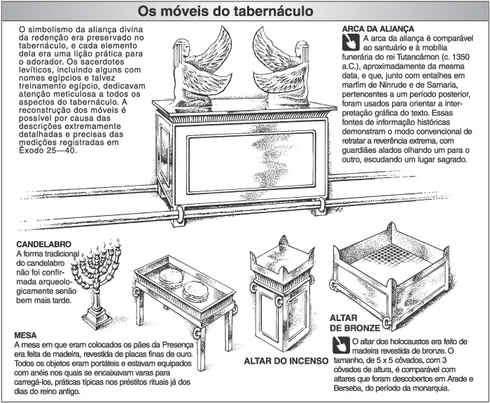 Os móveis do tabernáculo
O simbolismo da aliança divina
da redenção era preservado no
tabernáculo, e cada elemento
dela era uma lição prática para
o adorador. Os sacerdotes
levíticos, incluindo alguns com
nomes egípcios e talvez
treinamento egípcio, dedicavam
atenção meticulosa a todos os
aspectos do tabernáculo. A
reconstrução dos móveis é
possível por causa das
descrições extremamente
detalhadas e precisas das
medições registradas em
Êxodo 25—40.
ARCA DA ALIANÇA
A arca da aliança é comparável
ao santuário e à mobília
funerária do rei Tutancâmon (c. 1350
a.C.), aproximadamente da mesma
data, e que, junto com entalhes em
marfim de Ninrude e de Samaria,
pertencentes a um período posterior,
foram usados para orientar a inter-
pretação gráfica do texto. Essas
fontes de informação históricas
demonstram o modo convencional de
retratar a reverência extrema, com
guardiães alados olhando um para o
outro, escudando um lugar sagrado.
CANDELABRO
A forma tradicional
do candelabro
não foi confir-
mada arqueolo-
gicamente senão
bem mais tarde.
MESA
A mesa em que eram colocados os pães da Presença
era feita de madeira, revestida de placas finas de ouro.
Todos os objetos eram portáteis e estavam equipados
com anéis nos quais se encaixavam varas para
carregá-los, práticas típicas nos préstitos rituais já dos
dias do reino antigo.
ALTAR DO INCENSO
ALTAR
DE BRONZE
O altar dos holocaustos era feito de
madeira revestida de bronze. O
tamanho, de 5 x 5 côvados, com 3
côvados de altura, é comparável com
altares que foram descobertos em Arade e
Berseba, do período da monarquia.